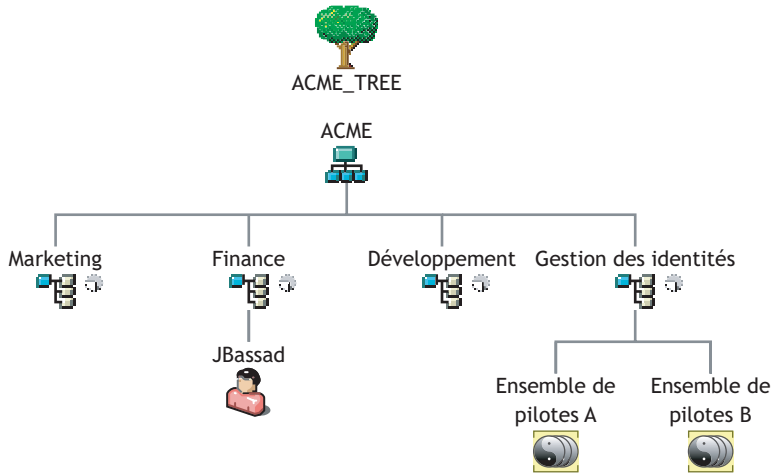 ACME_TREE
ACME
Marketing
Finance
Développement
Gestion des identités
JBassad
Ensemble de
pilotes A
Ensemble de
pilotes B